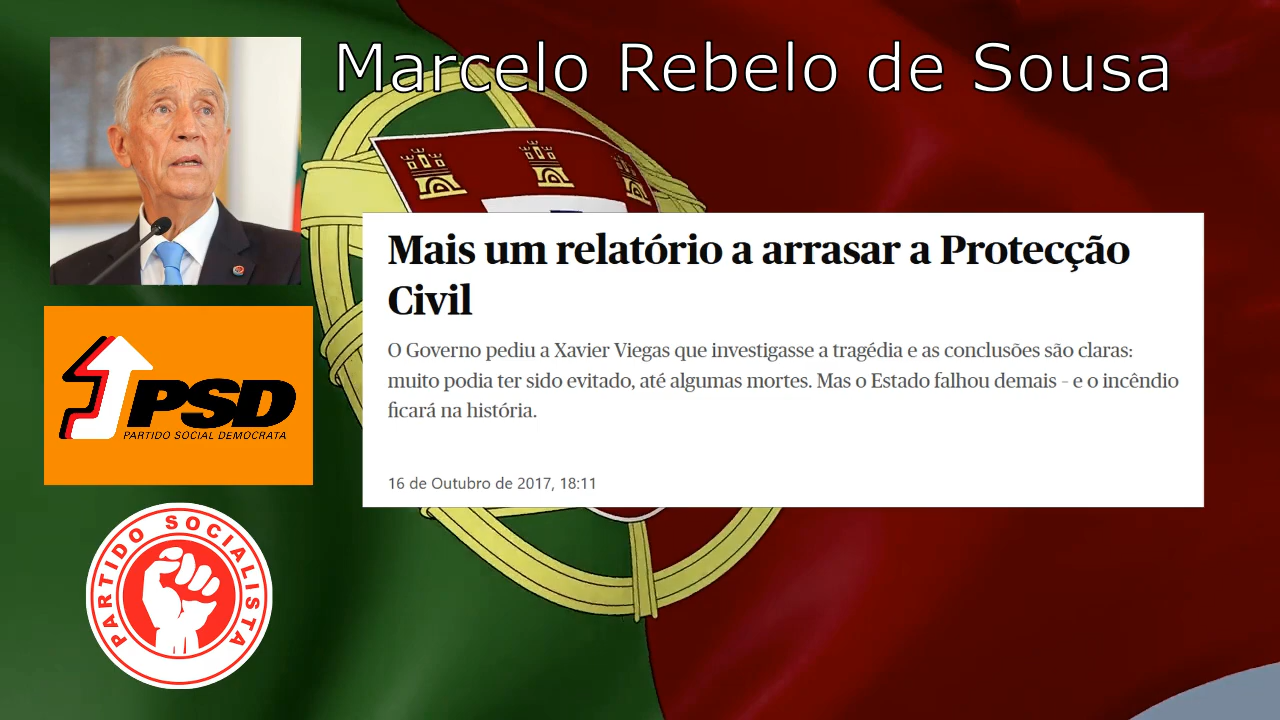 Marcelo Rebelo de Sousa
Mais um relatório a arrasar a Protecção
Civil
O Governo pediu a Xavier Viegas que investigasse a tragédia e as conclusões são claras:
muito podia ter sido evitado, até algumas mortes. Mas o Estado falhou demais - e o incêndio
ficará na história.
16 de Outubro de 2017, 18:11
PSD
PARTIDO SOCIAL DEMOCRATA
PARTIDO SOCIALISTA